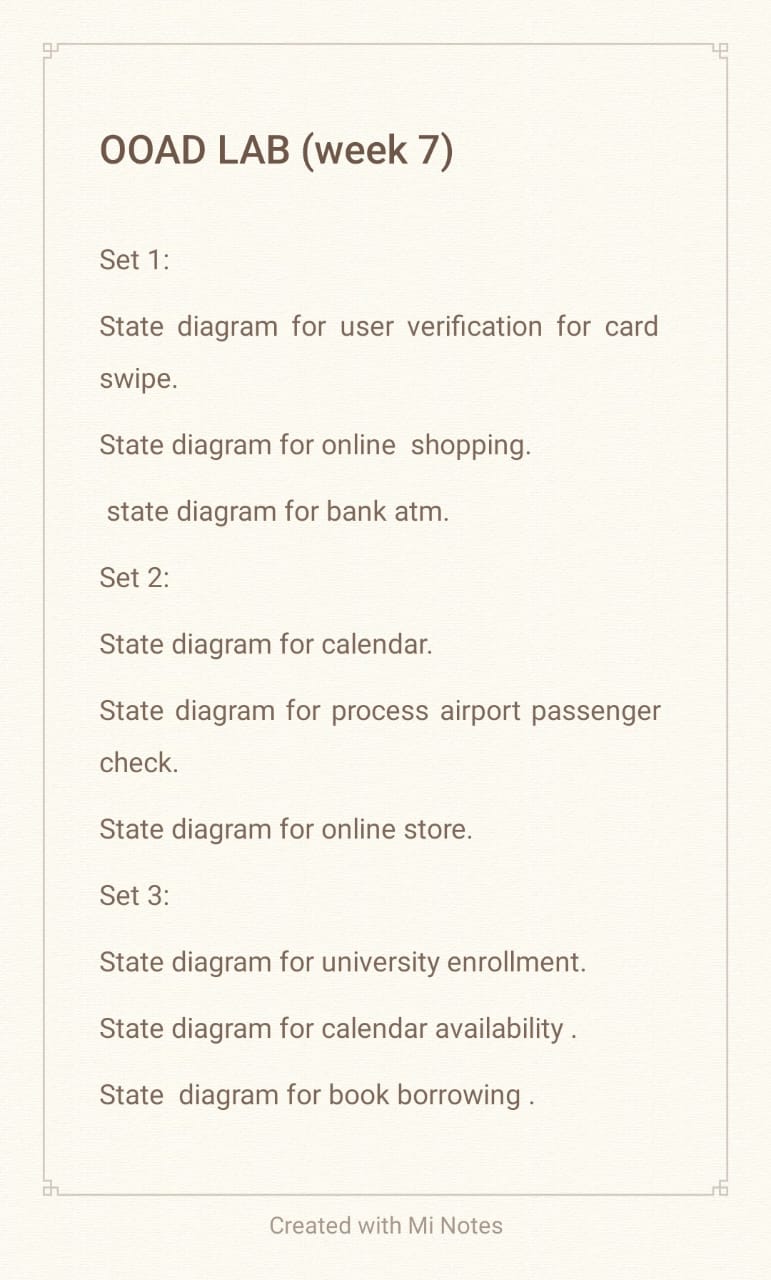 OOAD LAB (week 7)
Set 1:
State diagram for user verification for card
swipe.
State diagram for online  shopping.
state diagram for bank atm.
Set 2:
State diagram for calendar.
State diagram for process airport passenger
check.
State diagram for online store.
Set 3:
State diagram for university enrollment.
State diagram for calendar availability .
State  diagram for book borrowing .
Created with Mi Notes